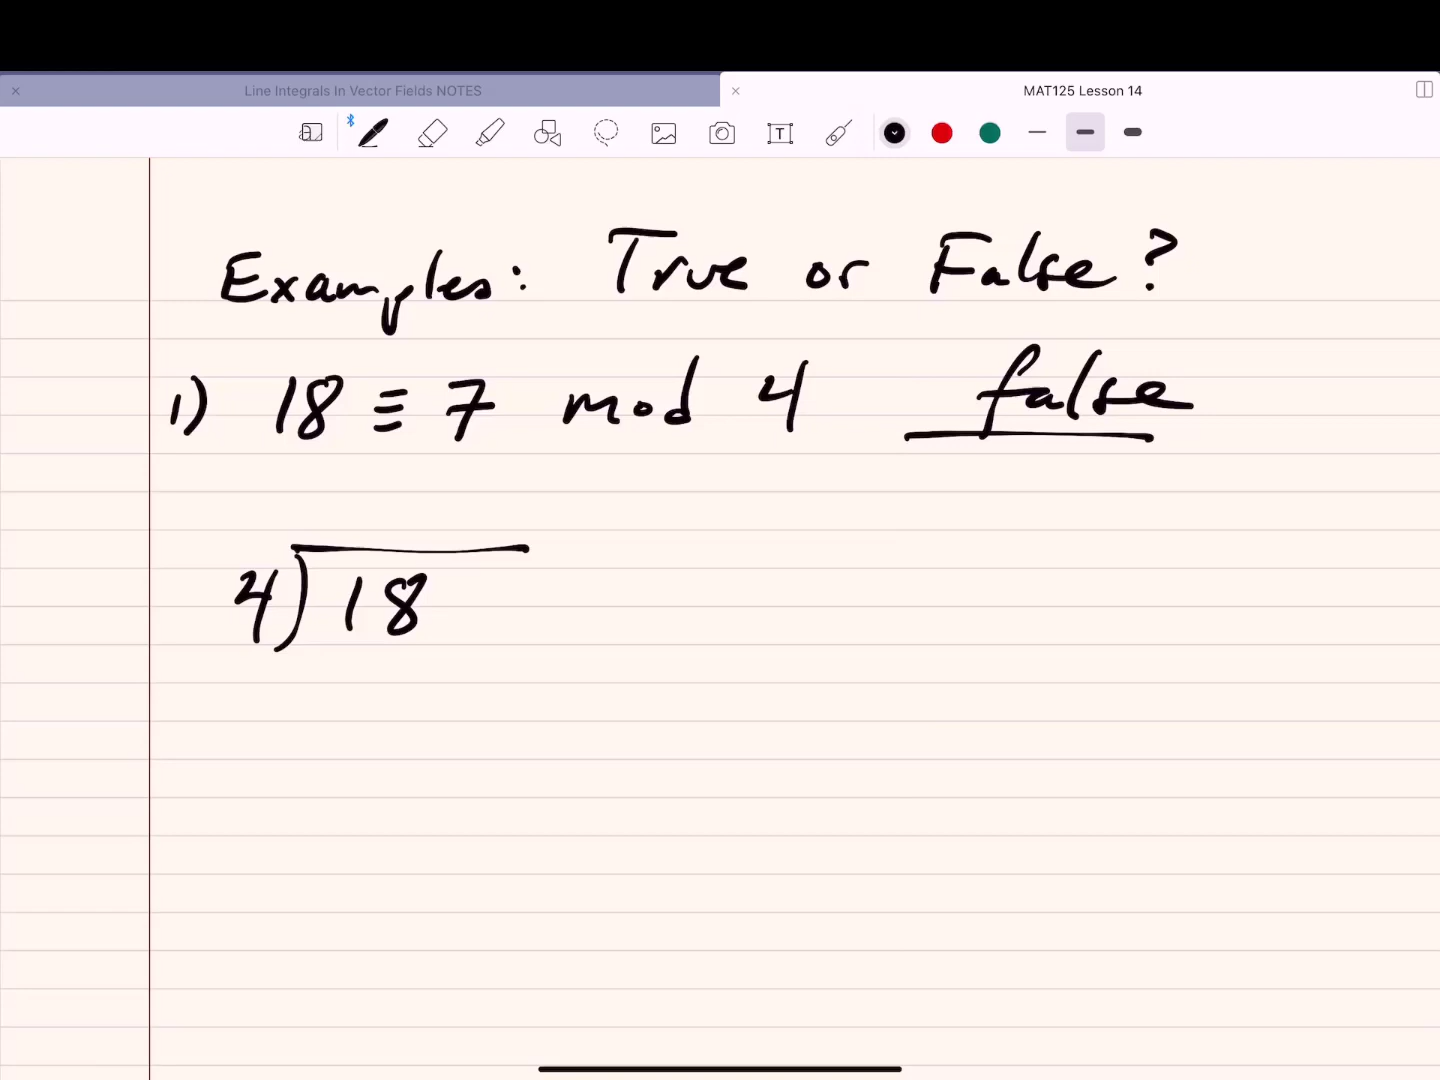 Line Integrals In Vector Fields NOTES
MAT125 Lesson 14
T
Examples: True or False?
1) 18 ≡ 7 mod 4 false
4)18